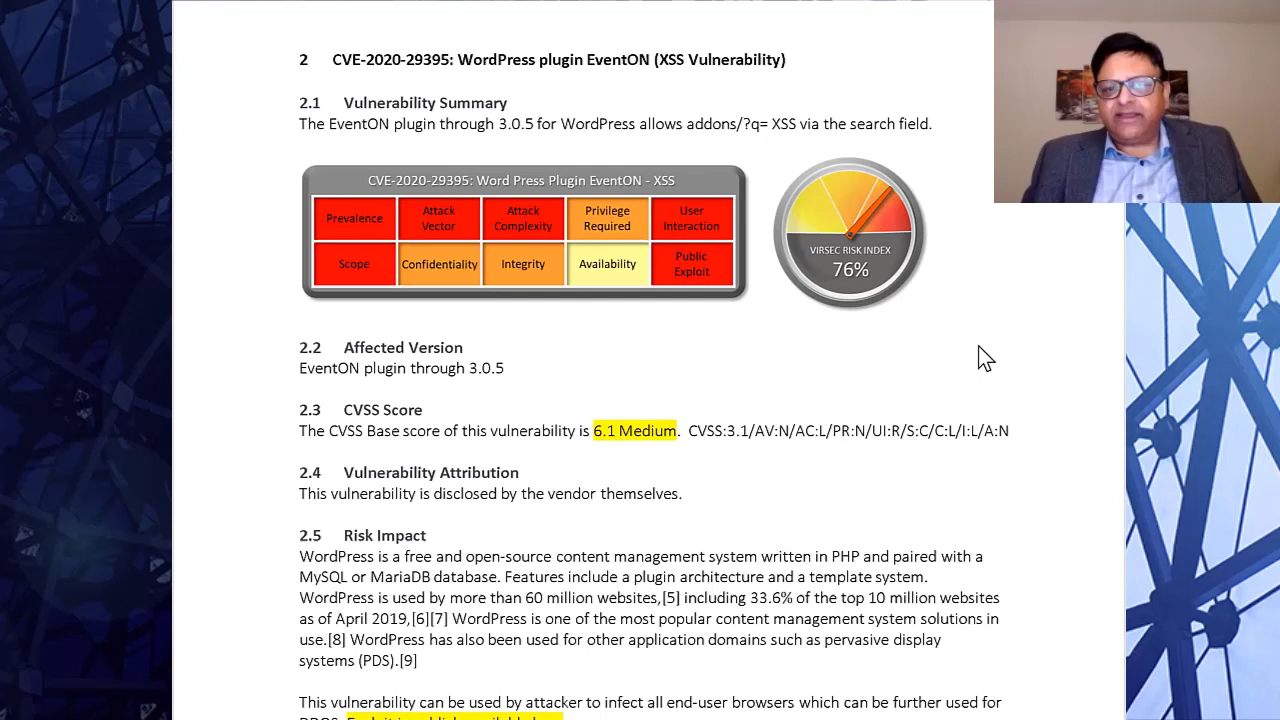 2 CVE-2020-29395: WordPress plugin EventON (XSS Vulnerability)
2.1 Vulnerability Summary
The EventON plugin through 3.0.5 for WordPress allows addons/?q= XSS via the search field.
CVE-2020-29395: Word Press Plugin EventON - XSS
Prevalence
Attack Vector
Attack Complexity
Privilege Required
User Interaction
Scope
Confidentiality
Integrity
Availability
Public Exploit
VIRSEC RISK INDEX
76%
2.2 Affected Version
EventON plugin through 3.0.5
2.3 CVSS Score
The CVSS Base score of this vulnerability is 6.1 Medium. CVSS:3.1/AV:N/AC:L/PR:N/UI:R/S:C/C:L/I:L/A:N
2.4 Vulnerability Attribution
This vulnerability is disclosed by the vendor themselves.
2.5 Risk Impact
WordPress is a free and open-source content management system written in PHP and paired with a
MySQL or MariaDB database. Features include a plugin architecture and a template system.
WordPress is used by more than 60 million websites,[5] including 33.6% of the top 10 million websites
as of April 2019,[6][7] WordPress is one of the most popular content management system solutions in
use.[8] WordPress has also been used for other application domains such as pervasive display
systems (PDS).[9]
This vulnerability can be used by attacker to infect all end-user browsers which can be further used for